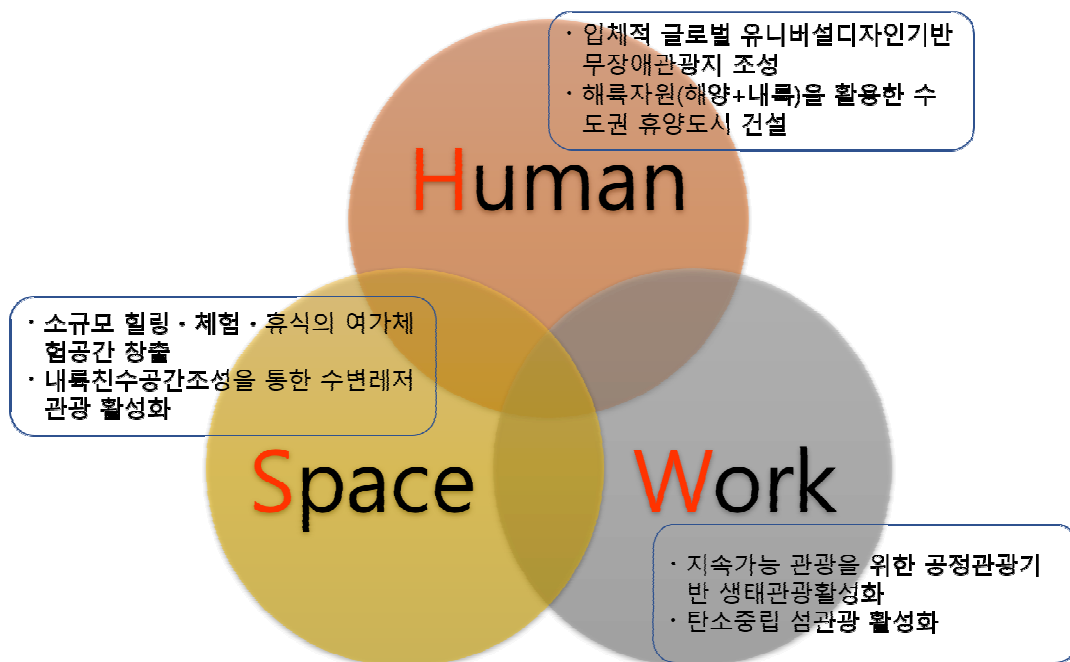 · 입체적 글로벌 유니버설디자인기반
무장애관광지 조성
· 해륙자원(해양+내륙)을 활용한 수
도권 휴양도시 건설
Human
· 소규모 힐링·체험·휴식의 여가체
험공간 창출
· 내륙친수공간조성을 통한 수변레저
관광 활성화
Space
Work
· 지속가능 관광을 위한 공정관광기
반 생태관광활성화
· 탄소중립 섬관광 활성화